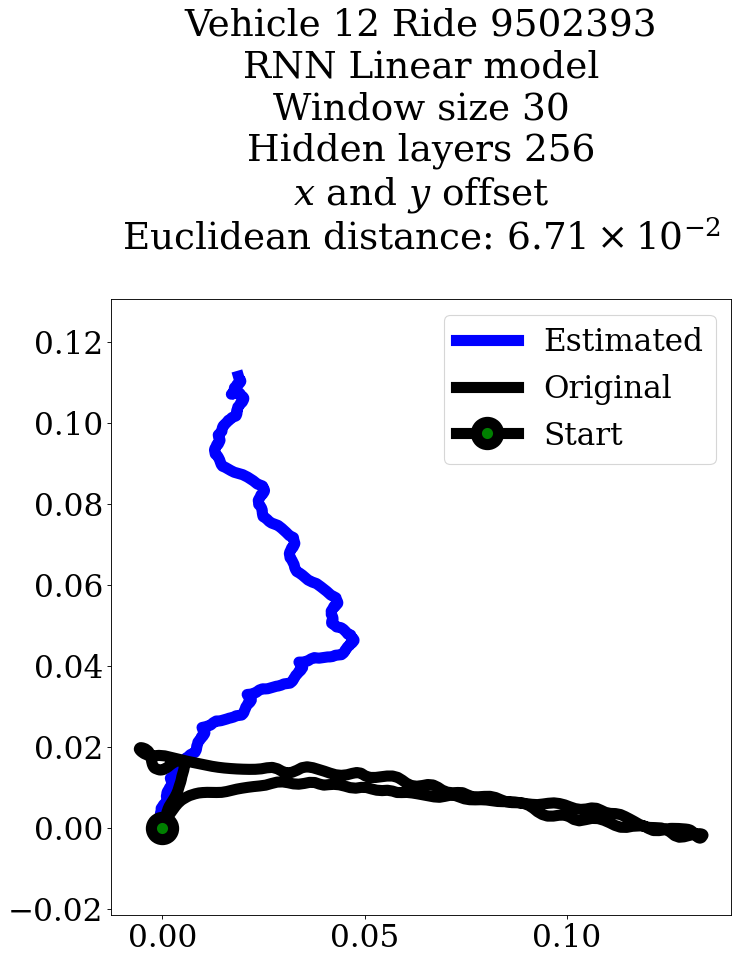 Vehicle 12 Ride 9502393
RNN Linear model
Window size 30
Hidden layers 256
x and y offset
Euclidean distance: 6.71 × 10⁻²
Estimated
Original
Start
0.12
0.10
0.08
0.06
0.04
0.02
0.00
−0.02
0.00 0.05 0.10